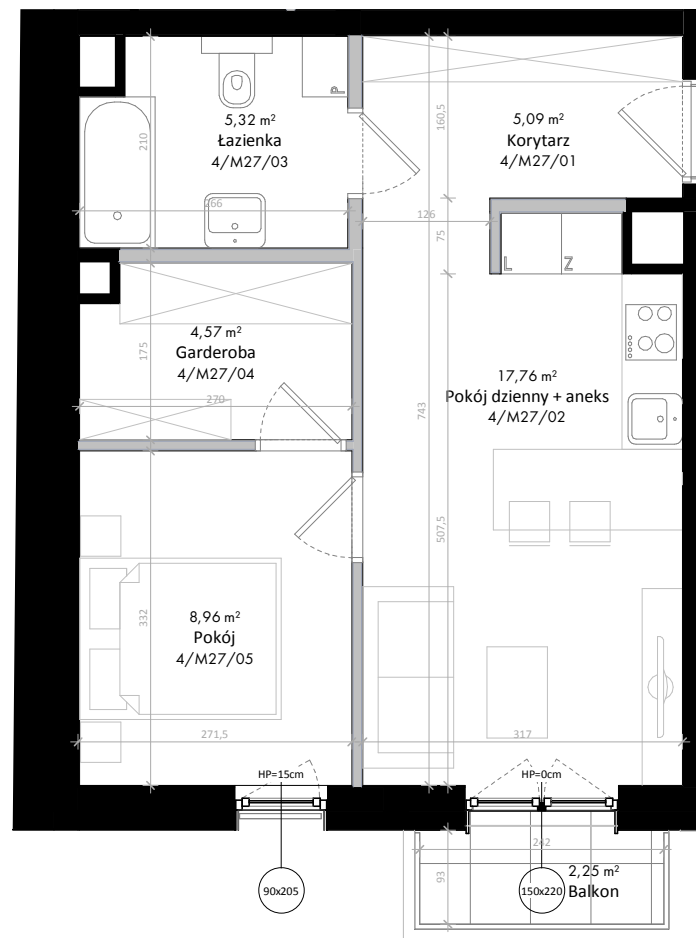 5,32 m²
Łazienka
4/M27/03
P
210
266
160,5
5,09 m²
Korytarz
4/M27/01
126
75
L
Z
4,57 m²
Garderoba
4/M27/04
175
270
17,76 m²
Pokój dzienny + aneks
4/M27/02
743
507,5
8,96 m²
Pokój
4/M27/05
332
271,5
317
HP=15cm
HP=0cm
90x205
150x220
242
93
2,25 m²
Balkon